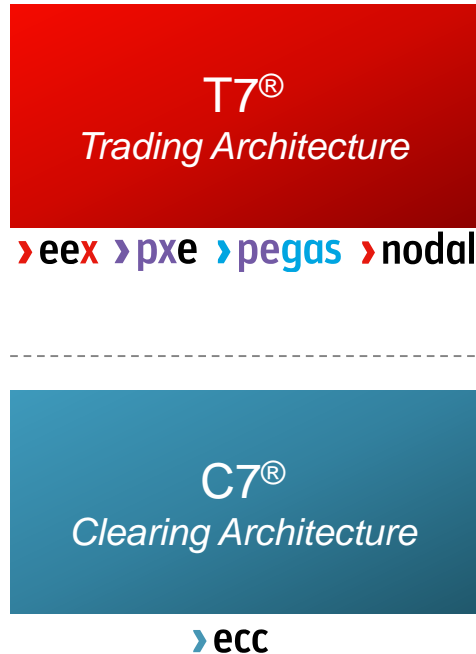 T7®
Trading Architecture
eex pxe pegas nodal
C7®
Clearing Architecture
ecc